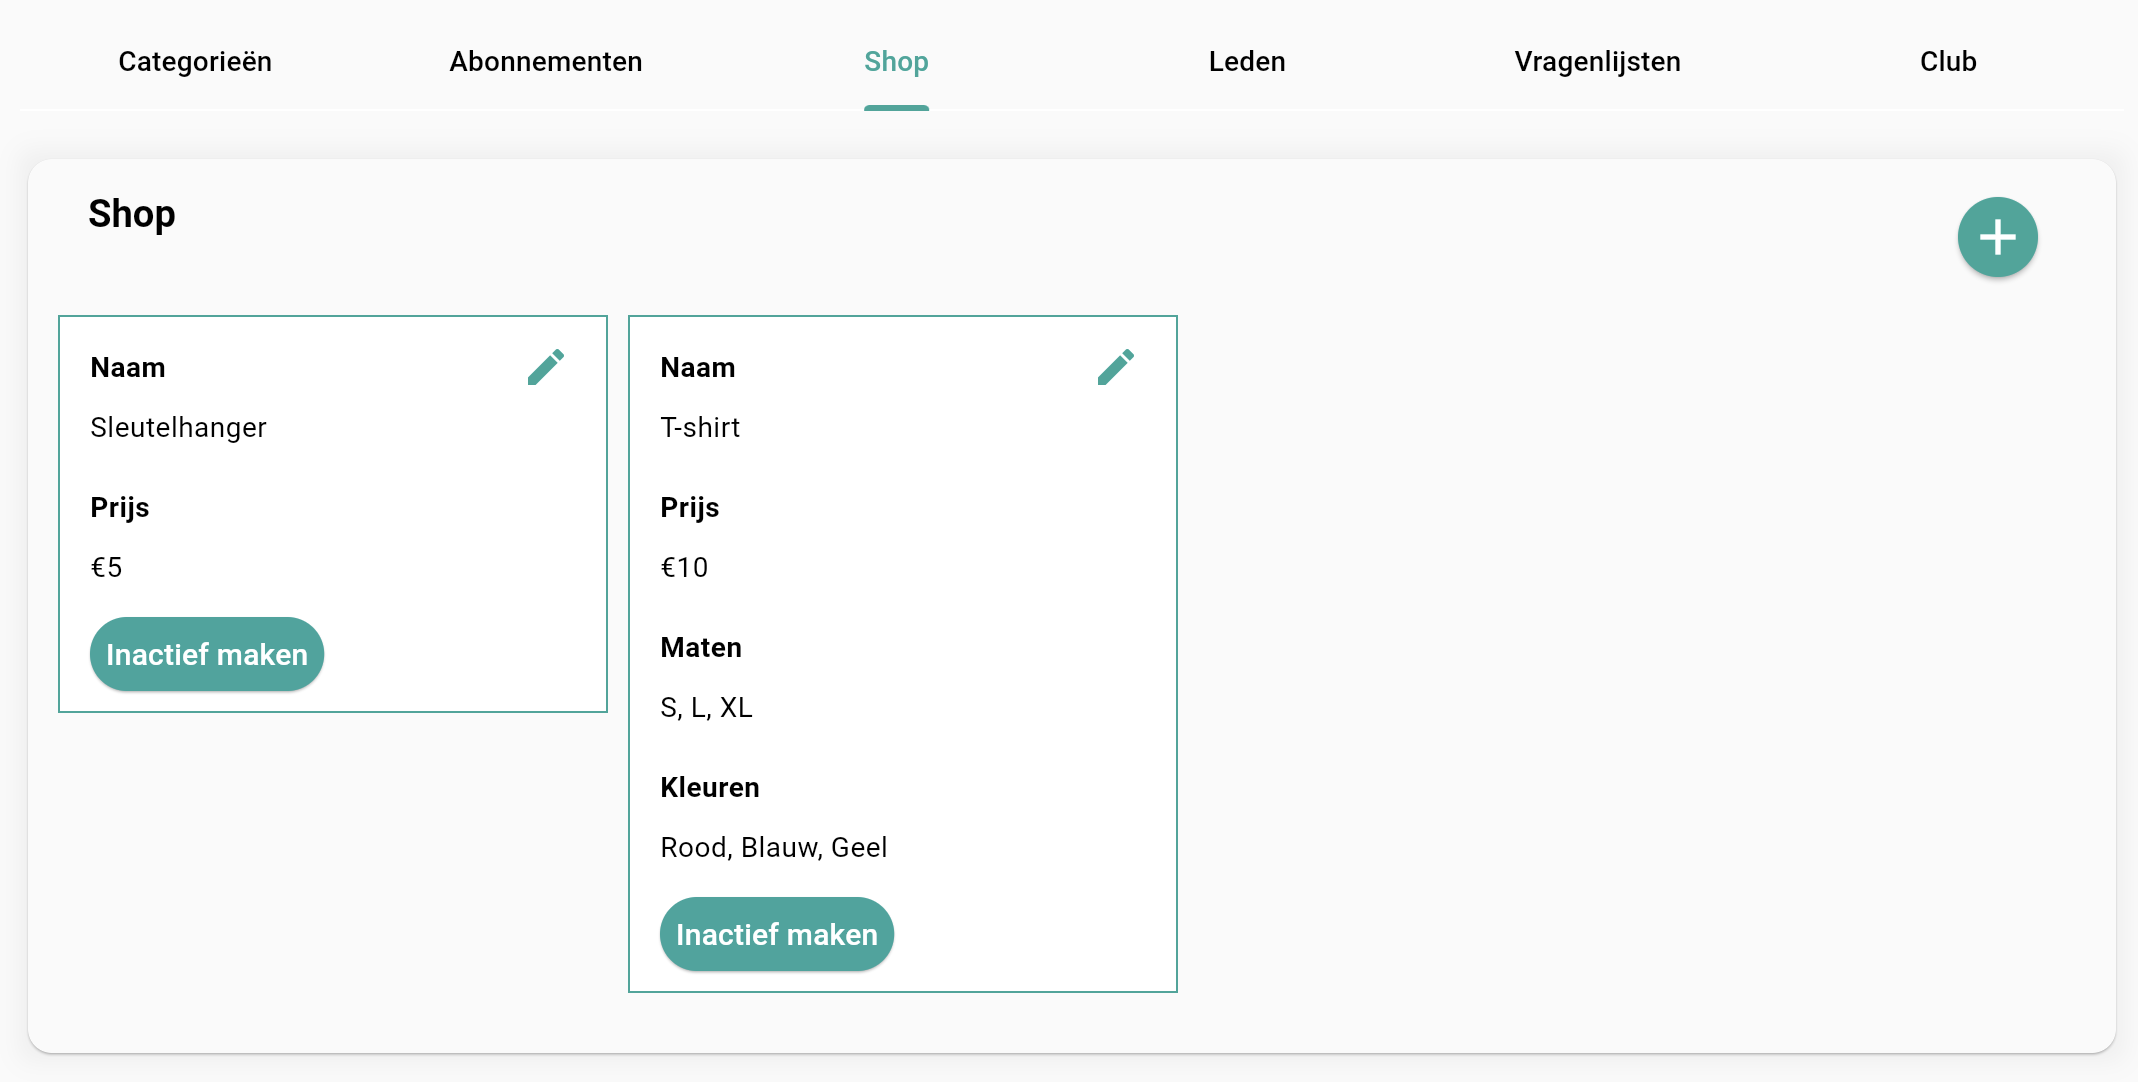 Categorieën
Abonnementen
Shop
Leden
Vragenlijsten
Club
Shop
Naam
Sleutelhanger
Prijs
€5
Inactief maken
Naam
T-shirt
Prijs
€10
Maten
S, L, XL
Kleuren
Rood, Blauw, Geel
Inactief maken